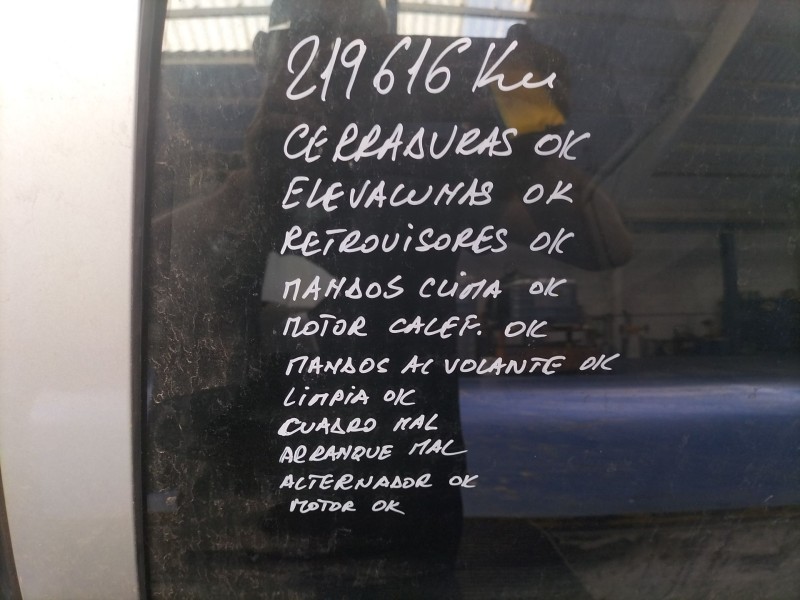 219616 Km
CERRADURAS OK
ELEVALUNAS OK
RETROVISORES OK
MANDOS CLIMA OK
MOTOR CALEF. OK
MANDOS AL VOLANTE OK
LIMPIA OK
CUADRO MAL
ARRANQUE MAL
ALTERNADOR OK
MOTOR OK